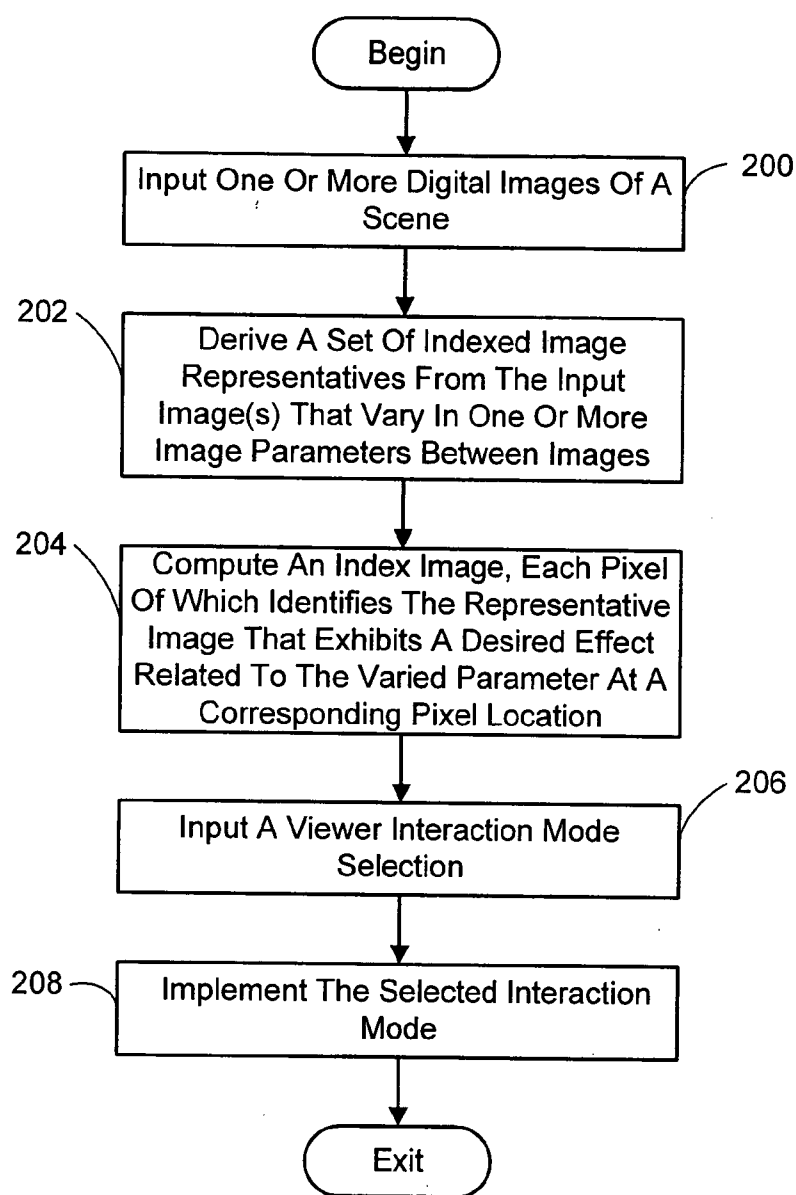 Begin
200
Input One Or More Digital Images Of A
Scene
202
Derive A Set Of Indexed Image
Representatives From The Input
Image(s) That Vary In One Or More
Image Parameters Between Images
204
Compute An Index Image, Each Pixel
Of Which Identifies The Representative
Image That Exhibits A Desired Effect
Related To The Varied Parameter At A
Corresponding Pixel Location
206
Input A Viewer Interaction Mode
Selection
208
Implement The Selected Interaction
Mode
Exit